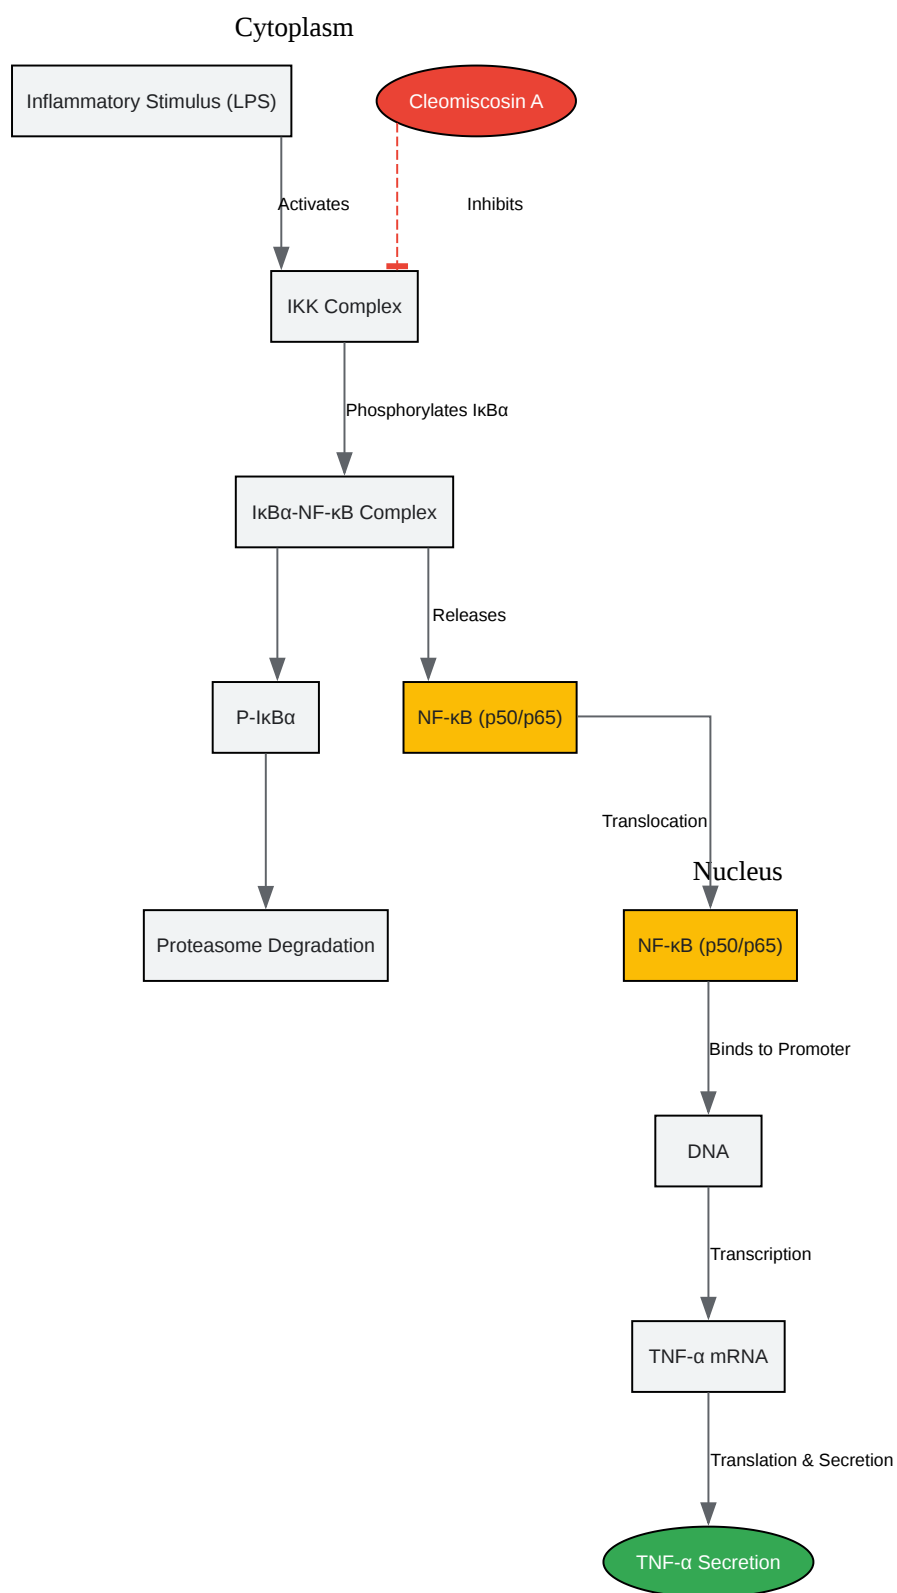 Cytoplasm
Inflammatory Stimulus (LPS)
Cleomiscosin A
Activates
Inhibits
IKK Complex
Phosphorylates IκBα
IκBα-NF-κB Complex
Releases
P-IκBα
NF-κB (p50/p65)
Translocation
Nucleus
Proteasome Degradation
NF-κB (p50/p65)
Binds to Promoter
DNA
Transcription
TNF-α mRNA
Translation & Secretion
TNF-α Secretion